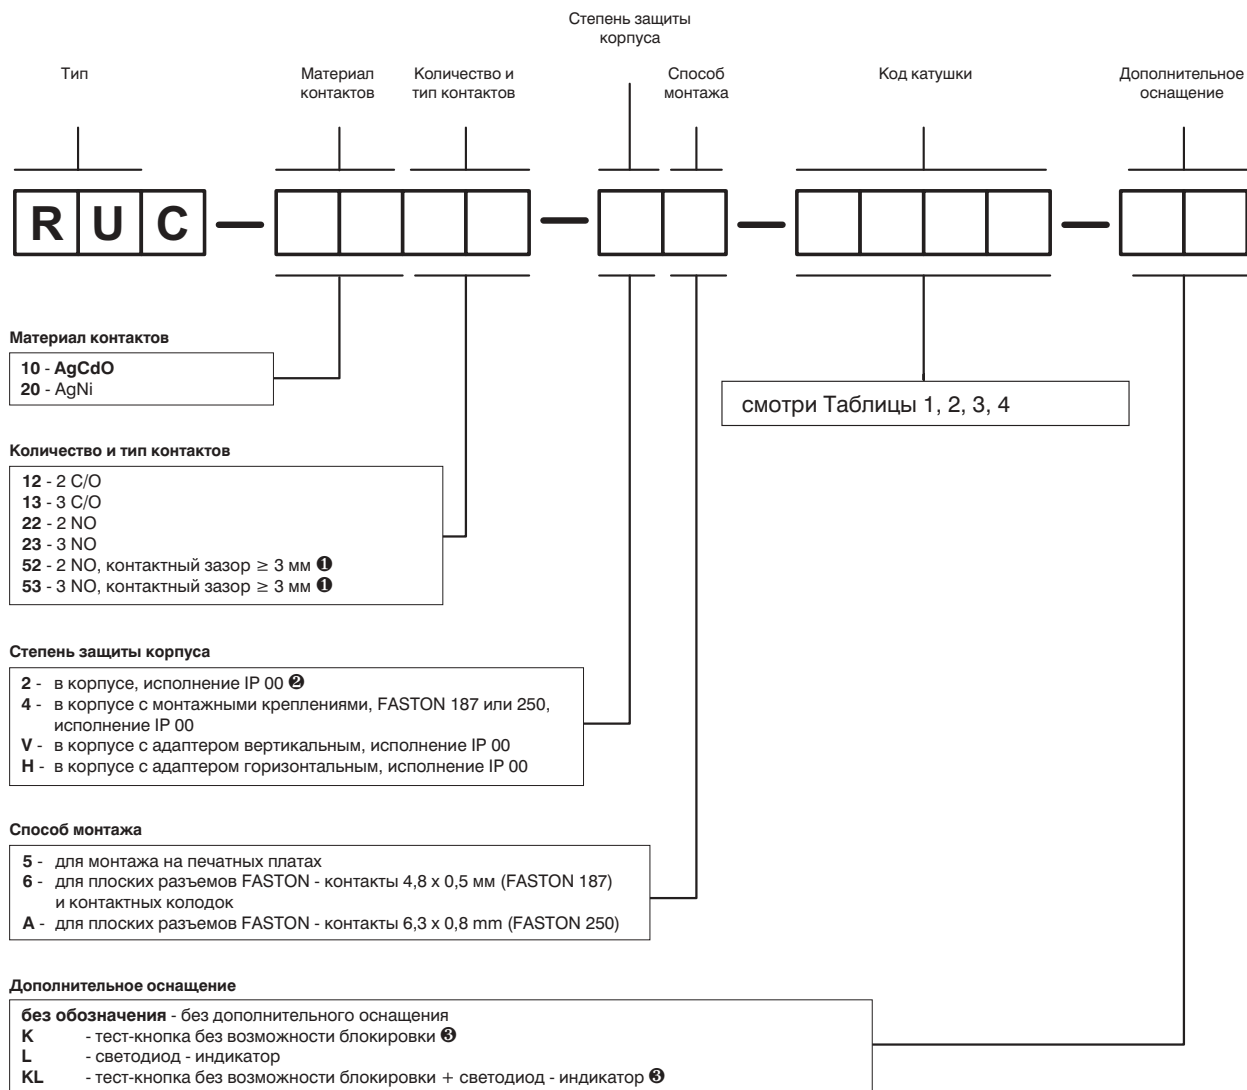 Степень защиты
корпуса
Тип
Материал
контактов
Количество и
тип контактов
Способ
монтажа
Код катушки
Дополнительное
оснащение
R U C
Материал контактов
10 - AgCdO
20 - AgNi
смотри Таблицы 1, 2, 3, 4
Количество и тип контактов
12 - 2 C/O
13 - 3 C/O
22 - 2 NO
23 - 3 NO
52 - 2 NO, контактный зазор ≥ 3 мм ❶
53 - 3 NO, контактный зазор ≥ 3 мм ❶
Степень защиты корпуса
2 - в корпусе, исполнение IP 00 ❷
4 - в корпусе с монтажными креплениями, FASTON 187 или 250,
исполнение IP 00
V - в корпусе с адаптером вертикальным, исполнение IP 00
H - в корпусе с адаптером горизонтальным, исполнение IP 00
Способ монтажа
5 - для монтажа на печатных платах
6 - для плоских разъемов FASTON - контакты 4,8 x 0,5 мм (FASTON 187)
и контактных колодок
A - для плоских разъемов FASTON - контакты 6,3 x 0,8 mm (FASTON 250)
Дополнительное оснащение
без обозначения - без дополнительного оснащения
K - тест-кнопка без возможности блокировки ❸
L - светодиод - индикатор
KL - тест-кнопка без возможности блокировки + светодиод - индикатор ❸